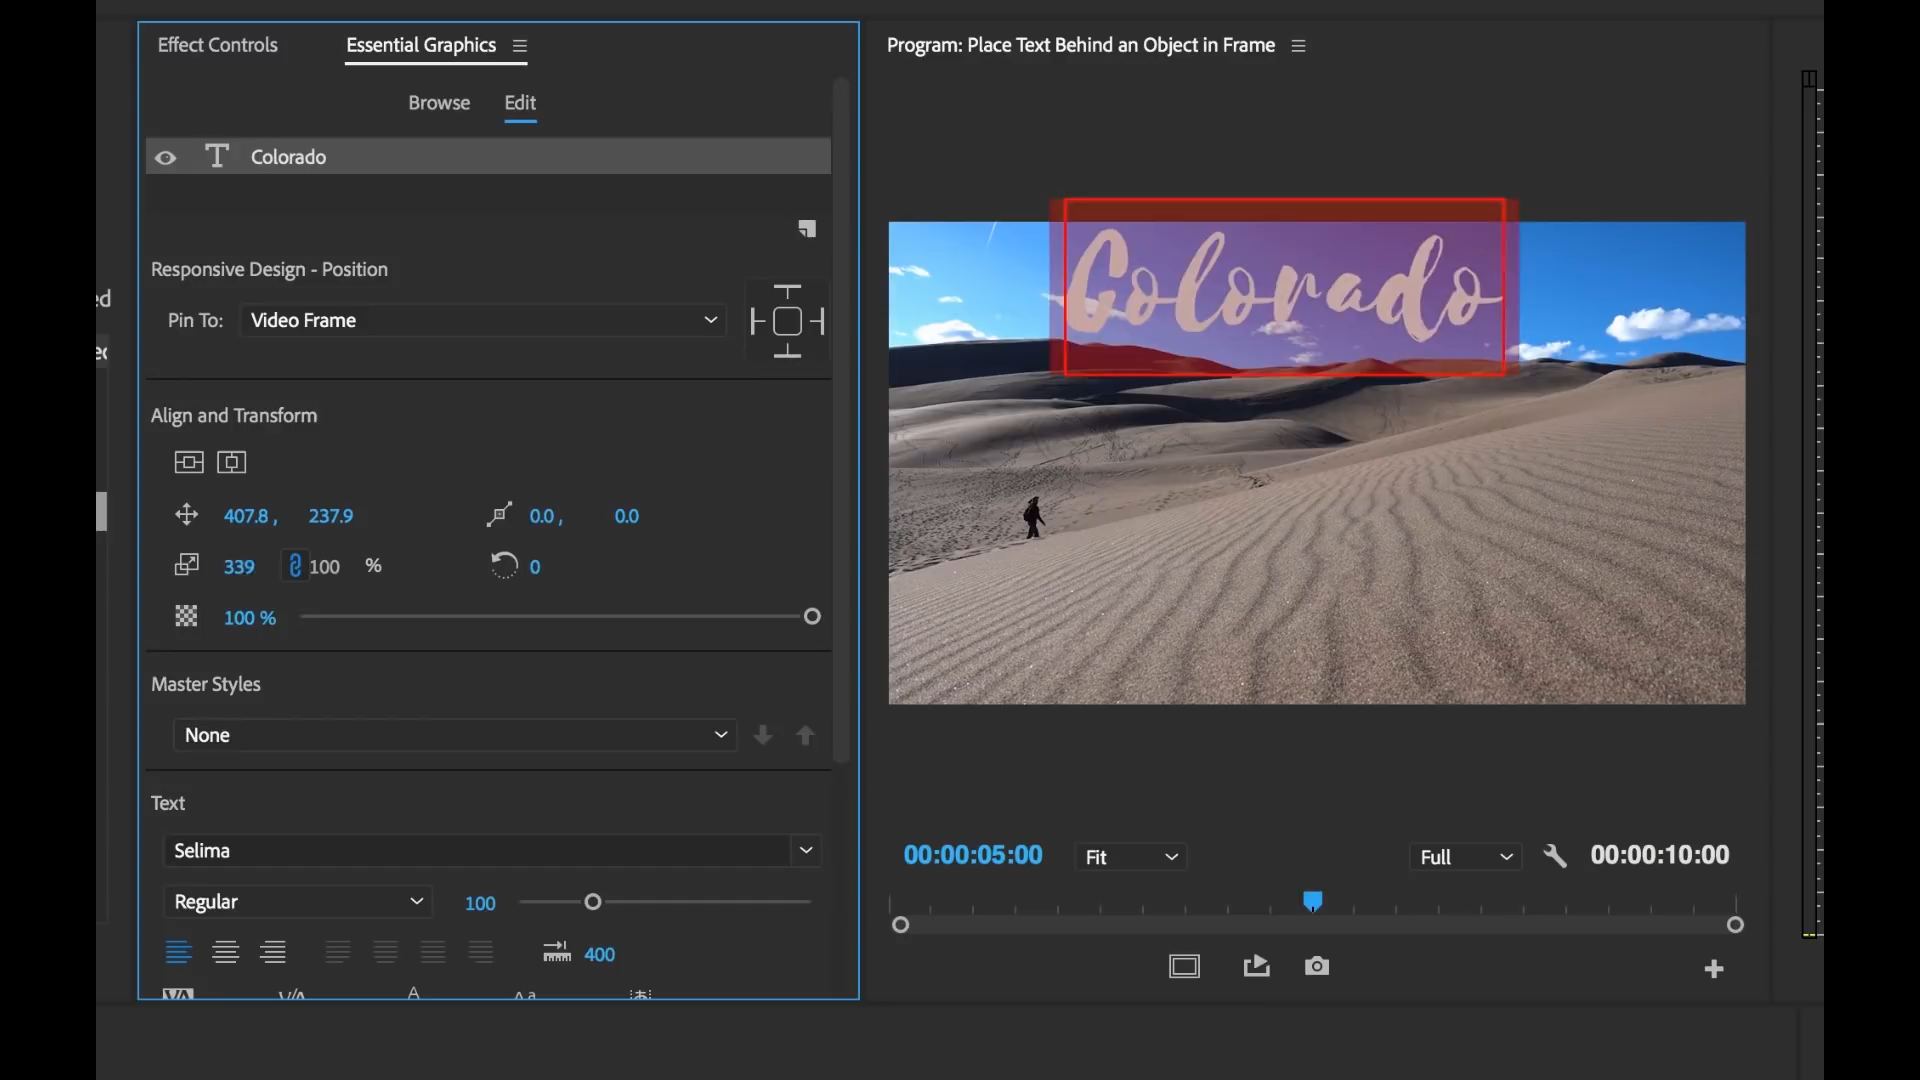 Effect Controls
Essential Graphics
Program: Place Text Behind an Object in Frame
Browse
Edit
Colorado
Responsive Design - Position
Pin To:
Video Frame
Align and Transform
407.8 ,
237.9
0.0 ,
0.0
339
100
%
0
100 %
Master Styles
None
Text
Selima
Regular
100
400
Colorado
00:00:05:00
Fit
Full
00:00:10:00